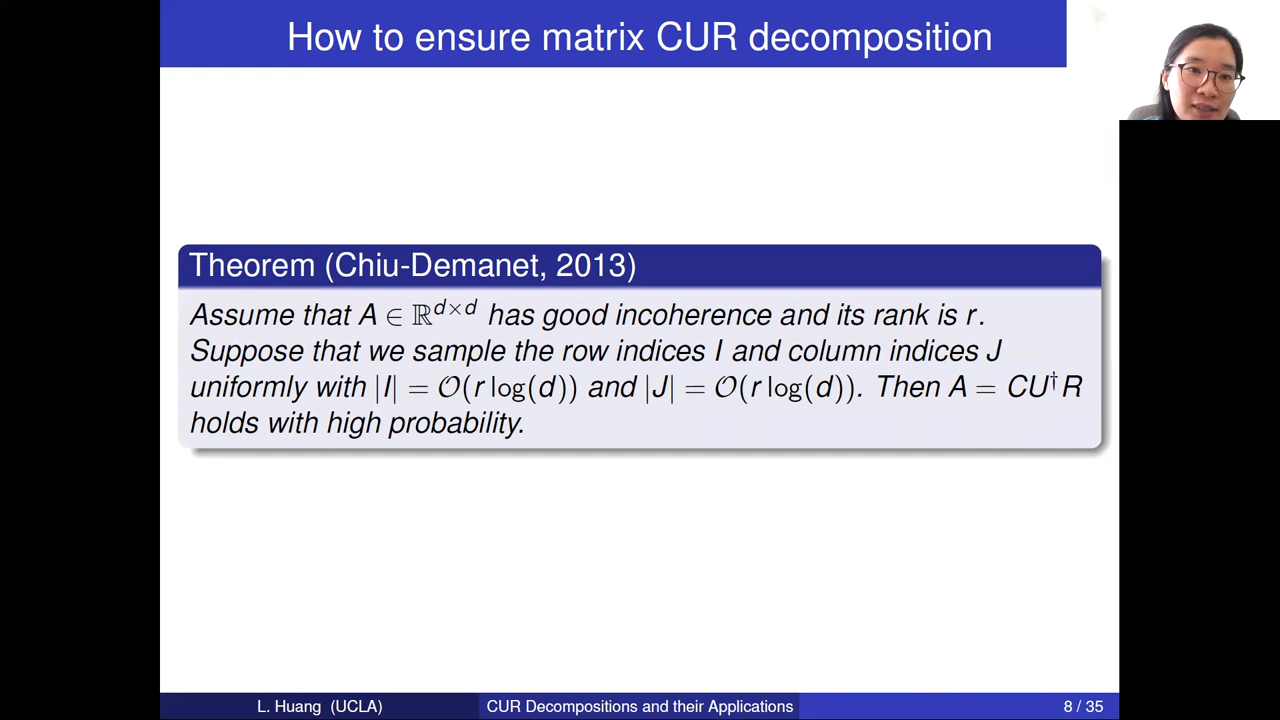 How to ensure matrix CUR decomposition
Theorem (Chiu-Demanet, 2013)
Assume that A ∈ ℝ^{d×d} has good incoherence and its rank is r.
Suppose that we sample the row indices I and column indices J
uniformly with |I| = 𝒪(r log(d)) and |J| = 𝒪(r log(d)). Then A = CU^†R
holds with high probability.
L. Huang (UCLA)
CUR Decompositions and their Applications
8 / 35